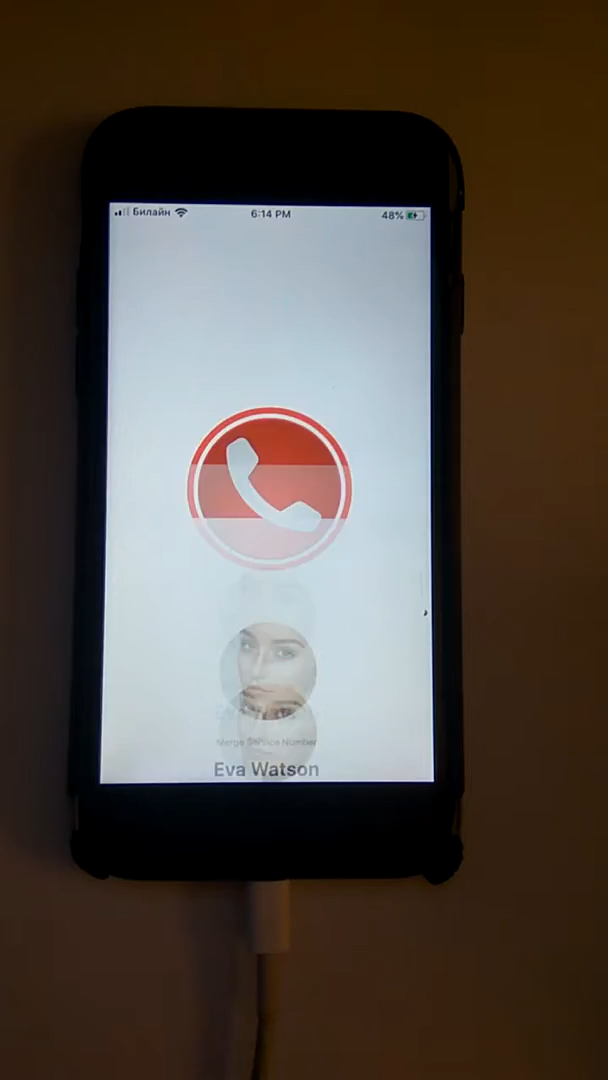 Билайн 6:14 PM 48%
Merge Service Number
Eva Watson